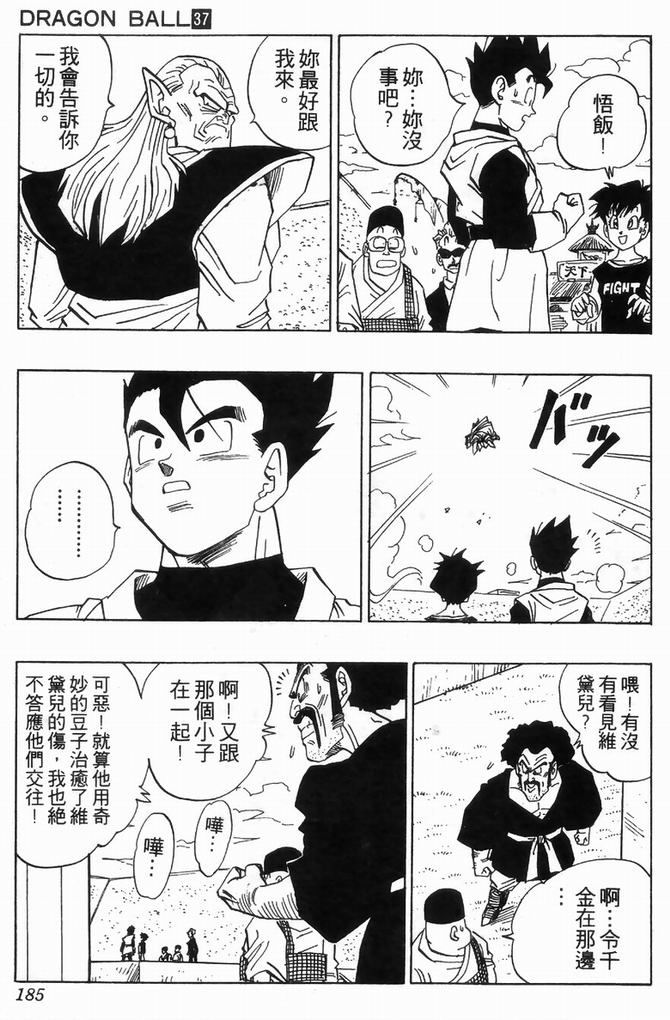 DRAGON BALL 37
悟飯！
妳…妳沒
事吧？
天下
FIGHT
妳最好跟
我來。
我會告訴你
一切的。
バッ
…………
喂！有沒
有看見維
黛兒？
啊…令千
金在那邊
…
啊！又跟
那個小子
在一起！
嘩…
嘩…
可惡！就算他用奇
妙的豆子治癒了維
黛兒的傷，我也絕
不答應他們交往！
185